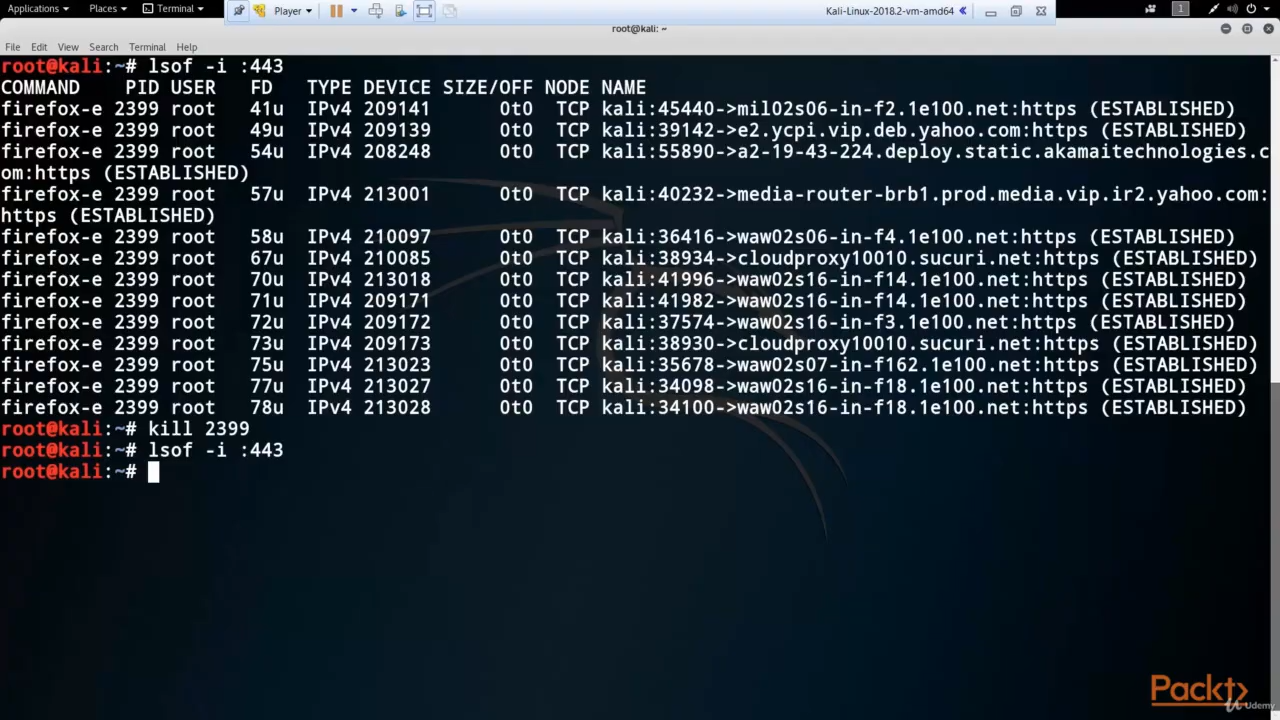 Applications Places Terminal Player Kali-Linux-2018.2-vm-amd64 1
root@kali: ~
File Edit View Search Terminal Help
root@kali:~# lsof -i :443
COMMAND PID USER FD TYPE DEVICE SIZE/OFF NODE NAME
firefox-e 2399 root 41u IPv4 209141 0t0 TCP kali:45440->mil02s06-in-f2.1e100.net:https (ESTABLISHED)
firefox-e 2399 root 49u IPv4 209139 0t0 TCP kali:39142->e2.ycpi.vip.deb.yahoo.com:https (ESTABLISHED)
firefox-e 2399 root 54u IPv4 208248 0t0 TCP kali:55890->a2-19-43-224.deploy.static.akamaitechnologies.c
om:https (ESTABLISHED)
firefox-e 2399 root 57u IPv4 213001 0t0 TCP kali:40232->media-router-brb1.prod.media.vip.ir2.yahoo.com:
https (ESTABLISHED)
firefox-e 2399 root 58u IPv4 210097 0t0 TCP kali:36416->waw02s06-in-f4.1e100.net:https (ESTABLISHED)
firefox-e 2399 root 67u IPv4 210085 0t0 TCP kali:38934->cloudproxy10010.sucuri.net:https (ESTABLISHED)
firefox-e 2399 root 70u IPv4 213018 0t0 TCP kali:41996->waw02s16-in-f14.1e100.net:https (ESTABLISHED)
firefox-e 2399 root 71u IPv4 209171 0t0 TCP kali:41982->waw02s16-in-f14.1e100.net:https (ESTABLISHED)
firefox-e 2399 root 72u IPv4 209172 0t0 TCP kali:37574->waw02s16-in-f3.1e100.net:https (ESTABLISHED)
firefox-e 2399 root 73u IPv4 209173 0t0 TCP kali:38930->cloudproxy10010.sucuri.net:https (ESTABLISHED)
firefox-e 2399 root 75u IPv4 213023 0t0 TCP kali:35678->waw02s07-in-f162.1e100.net:https (ESTABLISHED)
firefox-e 2399 root 77u IPv4 213027 0t0 TCP kali:34098->waw02s16-in-f18.1e100.net:https (ESTABLISHED)
firefox-e 2399 root 78u IPv4 213028 0t0 TCP kali:34100->waw02s16-in-f18.1e100.net:https (ESTABLISHED)
root@kali:~# kill 2399
root@kali:~# lsof -i :443
root@kali:~#
Packt>
Udemy